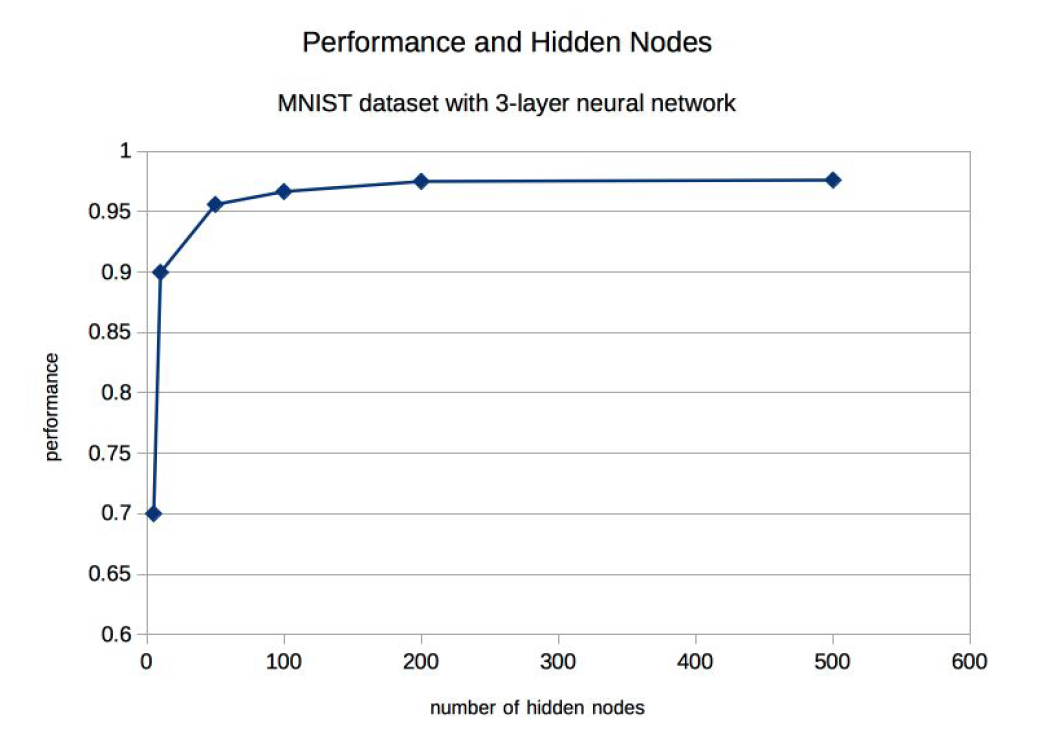 Performance and Hidden Nodes
MNIST dataset with 3-layer neural network
1
0.95
0.9
0.85
0.8
0.75
0.7
0.65
0.6
performance
0 100 200 300 400 500 600
number of hidden nodes